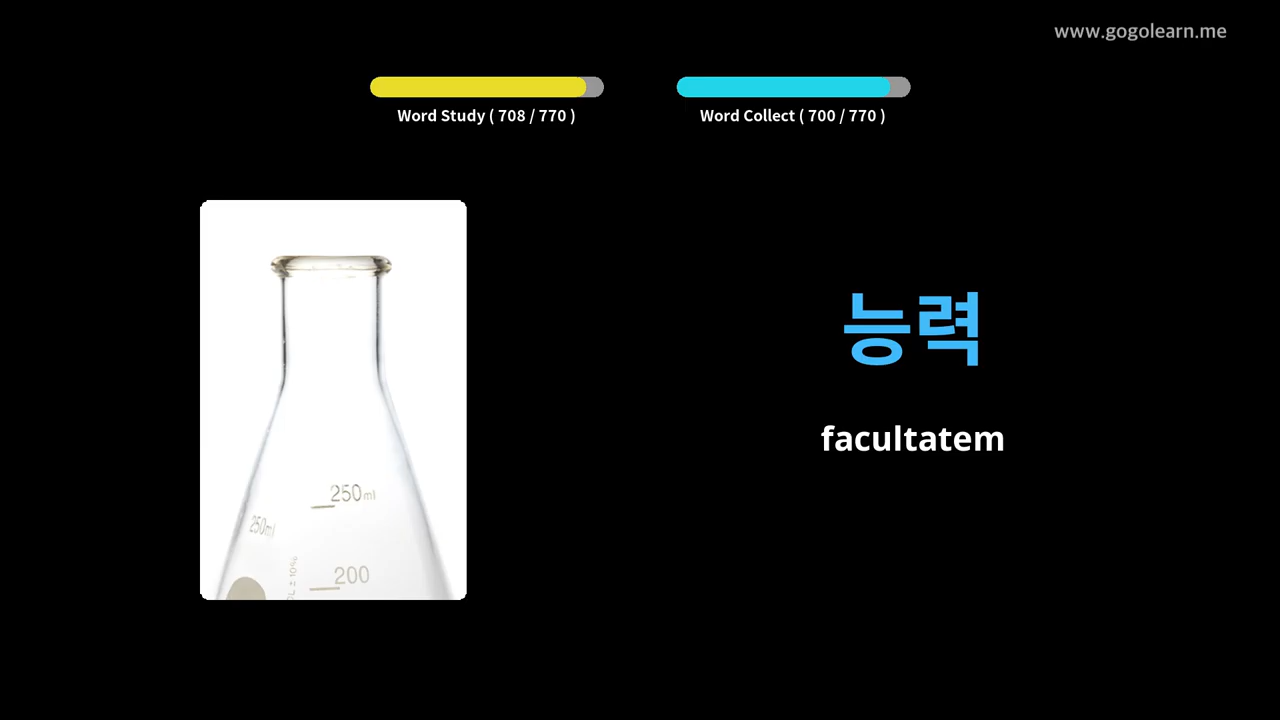 www.gogolearn.me
Word Study ( 708 / 770 )
Word Collect ( 700 / 770 )
능력
facultatem
250ml
250ml
200